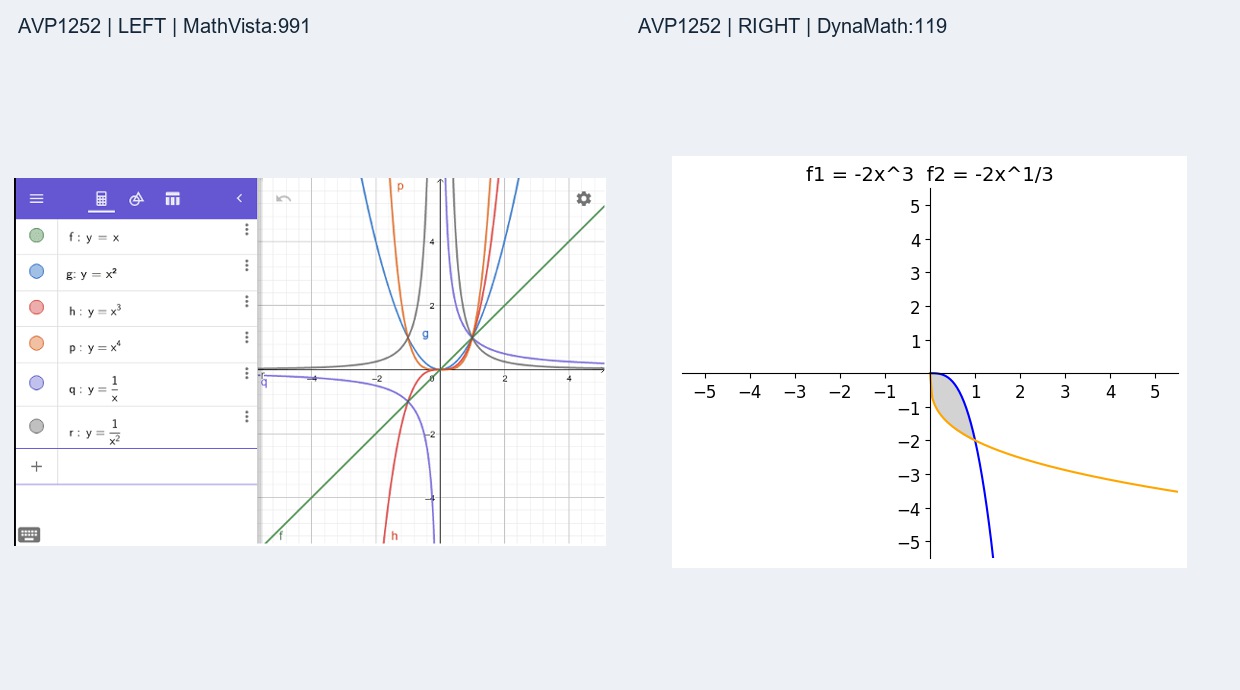 AVP1252 | LEFT | MathVista:991
AVP1252 | RIGHT | DynaMath:119
f : y = x
g: y = x²
h : y = x³
p : y = x⁴
q : y = 1/x
r : y = 1/x²
+
p
4
2
g
r
q
−4
−2
0
2
4
−2
−4
f
h
f1 = -2x^3  f2 = -2x^1/3
5
4
3
2
1
−5
−4
−3
−2
−1
1
2
3
4
5
−1
−2
−3
−4
−5